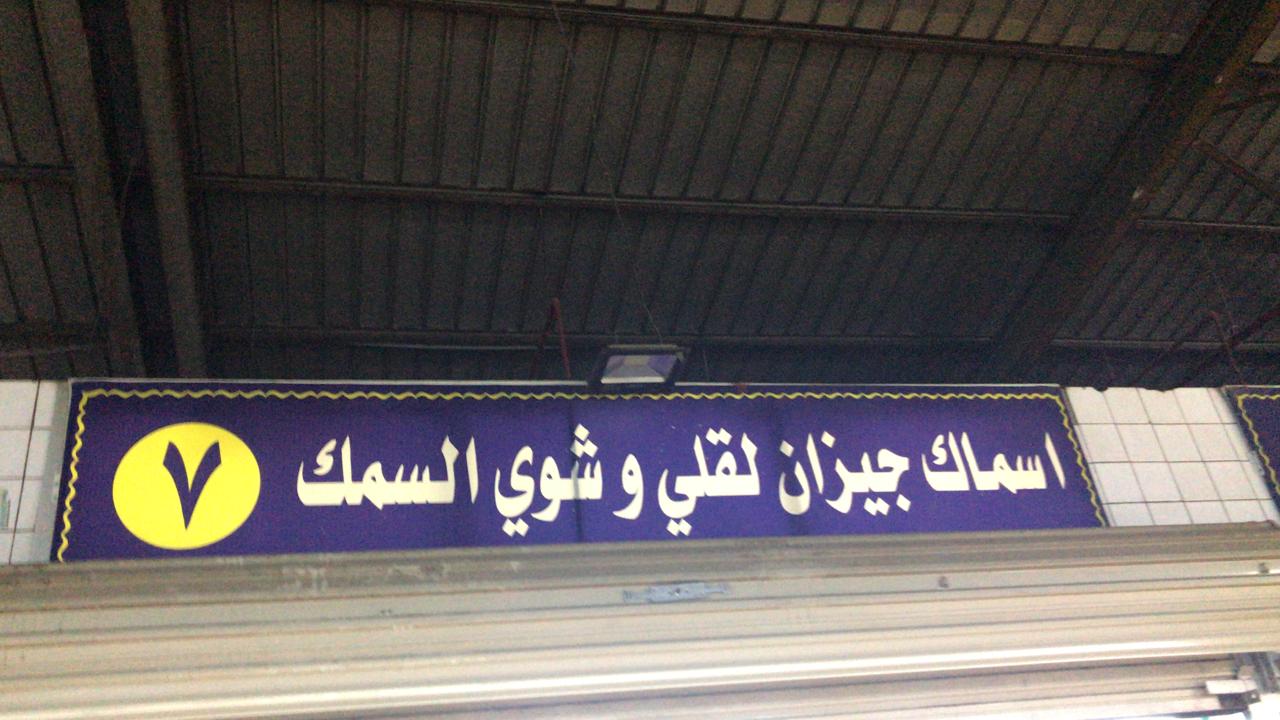 اسماك جيزان لقلي و شوي السمك ٧